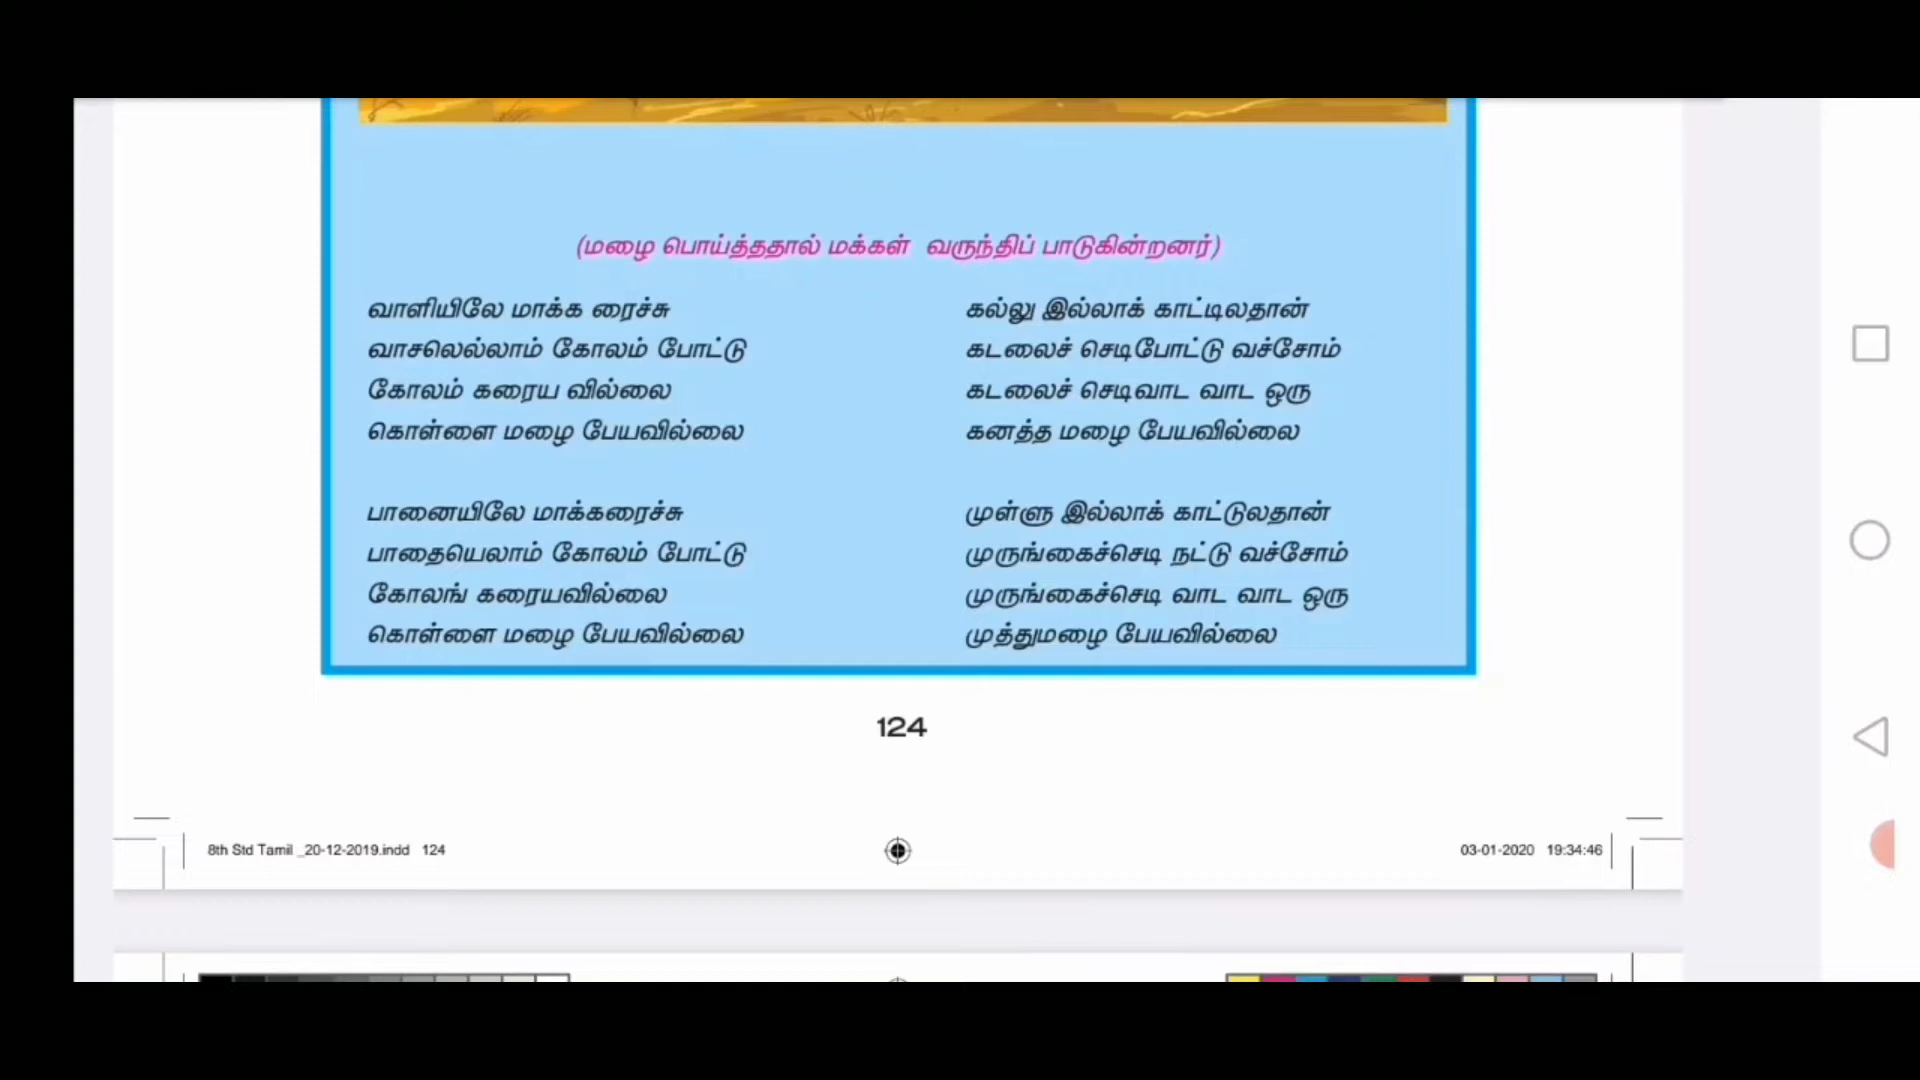 (மழை பொய்த்ததால் மக்கள் வருந்திப் பாடுகின்றனர்)
வாளியிலே மாக்க ரைச்சு
வாசலெல்லாம் கோலம் போட்டு
கோலம் கரைய வில்லை
கொள்ளை மழை பேயவில்லை
பானையிலே மாக்கரைச்சு
பாதையெலாம் கோலம் போட்டு
கோலங் கரையவில்லை
கொள்ளை மழை பேயவில்லை
கல்லு இல்லாக் காட்டிலதான்
கடலைச் செடிபோட்டு வச்சோம்
கடலைச் செடிவாட வாட ஒரு
கனத்த மழை பேயவில்லை
முள்ளு இல்லாக் காட்டுலதான்
முருங்கைச்செடி நட்டு வச்சோம்
முருங்கைச்செடி வாட வாட ஒரு
முத்துமழை பேயவில்லை
124
8th Std Tamil _20-12-2019.indd 124
03-01-2020 19:34:46